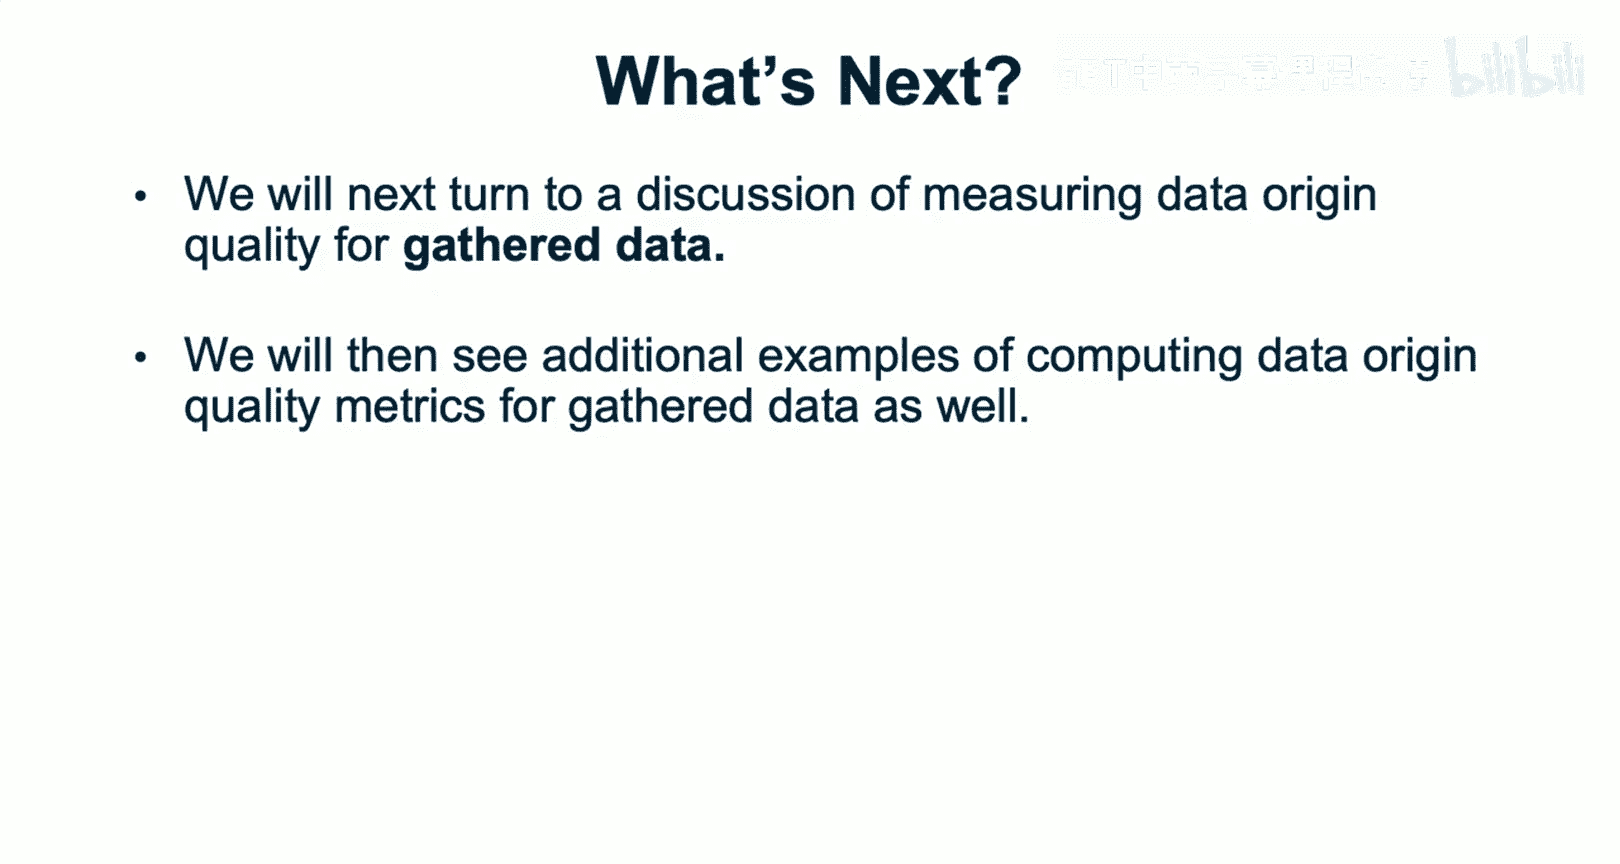 What’s Next?
bilibili
• We will next turn to a discussion of measuring data origin
quality for gathered data.
• We will then see additional examples of computing data origin
quality metrics for gathered data as well.